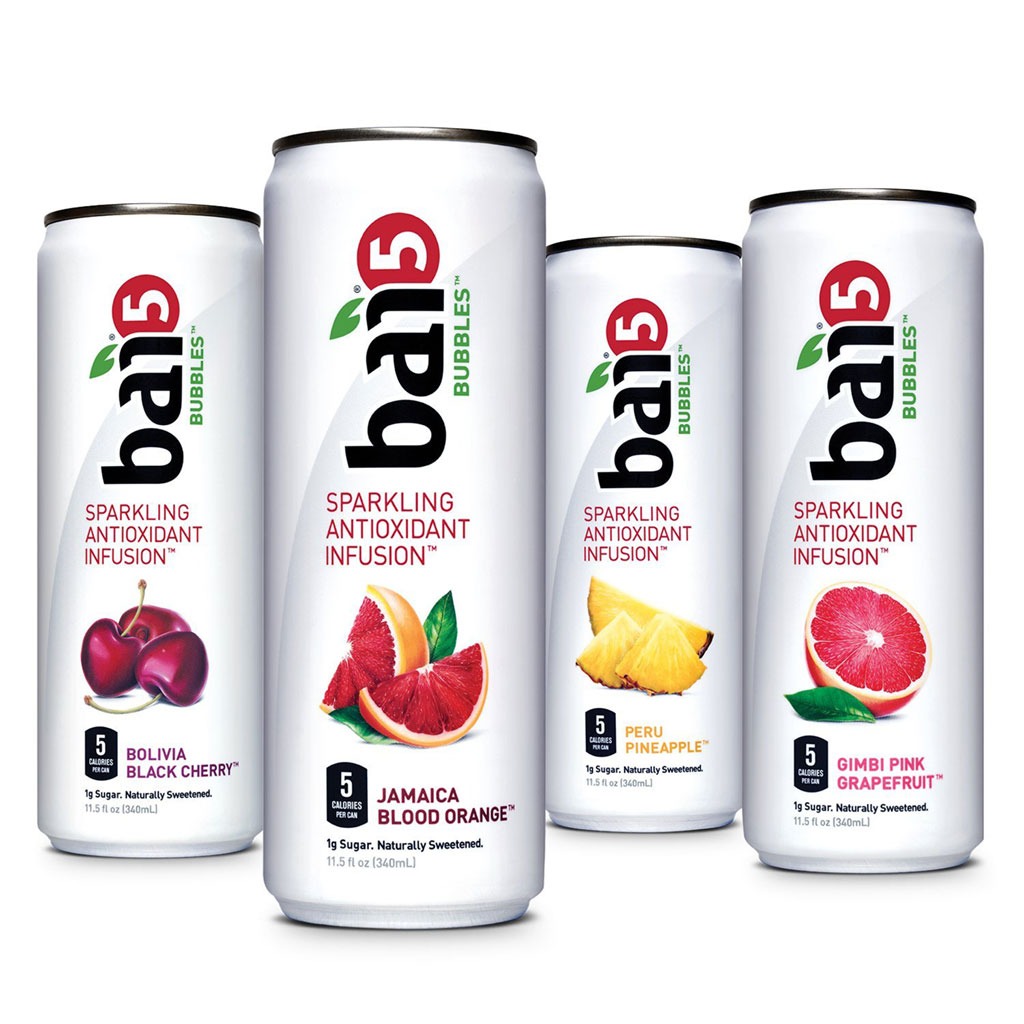 bai5
®
BUBBLES™
SPARKLING
ANTIOXIDANT
INFUSION™
5
CALORIES
PER CAN
BOLIVIA
BLACK CHERRY™
1g Sugar. Naturally Sweetened.
11.5 fl oz (340mL)
bai5
®
BUBBLES™
SPARKLING
ANTIOXIDANT
INFUSION™
5
CALORIES
PER CAN
JAMAICA
BLOOD ORANGE™
1g Sugar. Naturally Sweetened.
11.5 fl oz (340mL)
bai5
®
BUBBLES™
SPARKLING
ANTIOXIDANT
INFUSION™
5
CALORIES
PER CAN
PERU
PINEAPPLE™
1g Sugar. Naturally Sweetened.
11.5 fl oz (340mL)
bai5
®
BUBBLES™
SPARKLING
ANTIOXIDANT
INFUSION™
5
CALORIES
PER CAN
GIMBI PINK
GRAPEFRUIT™
1g Sugar. Naturally Sweetened.
11.5 fl oz (340mL)